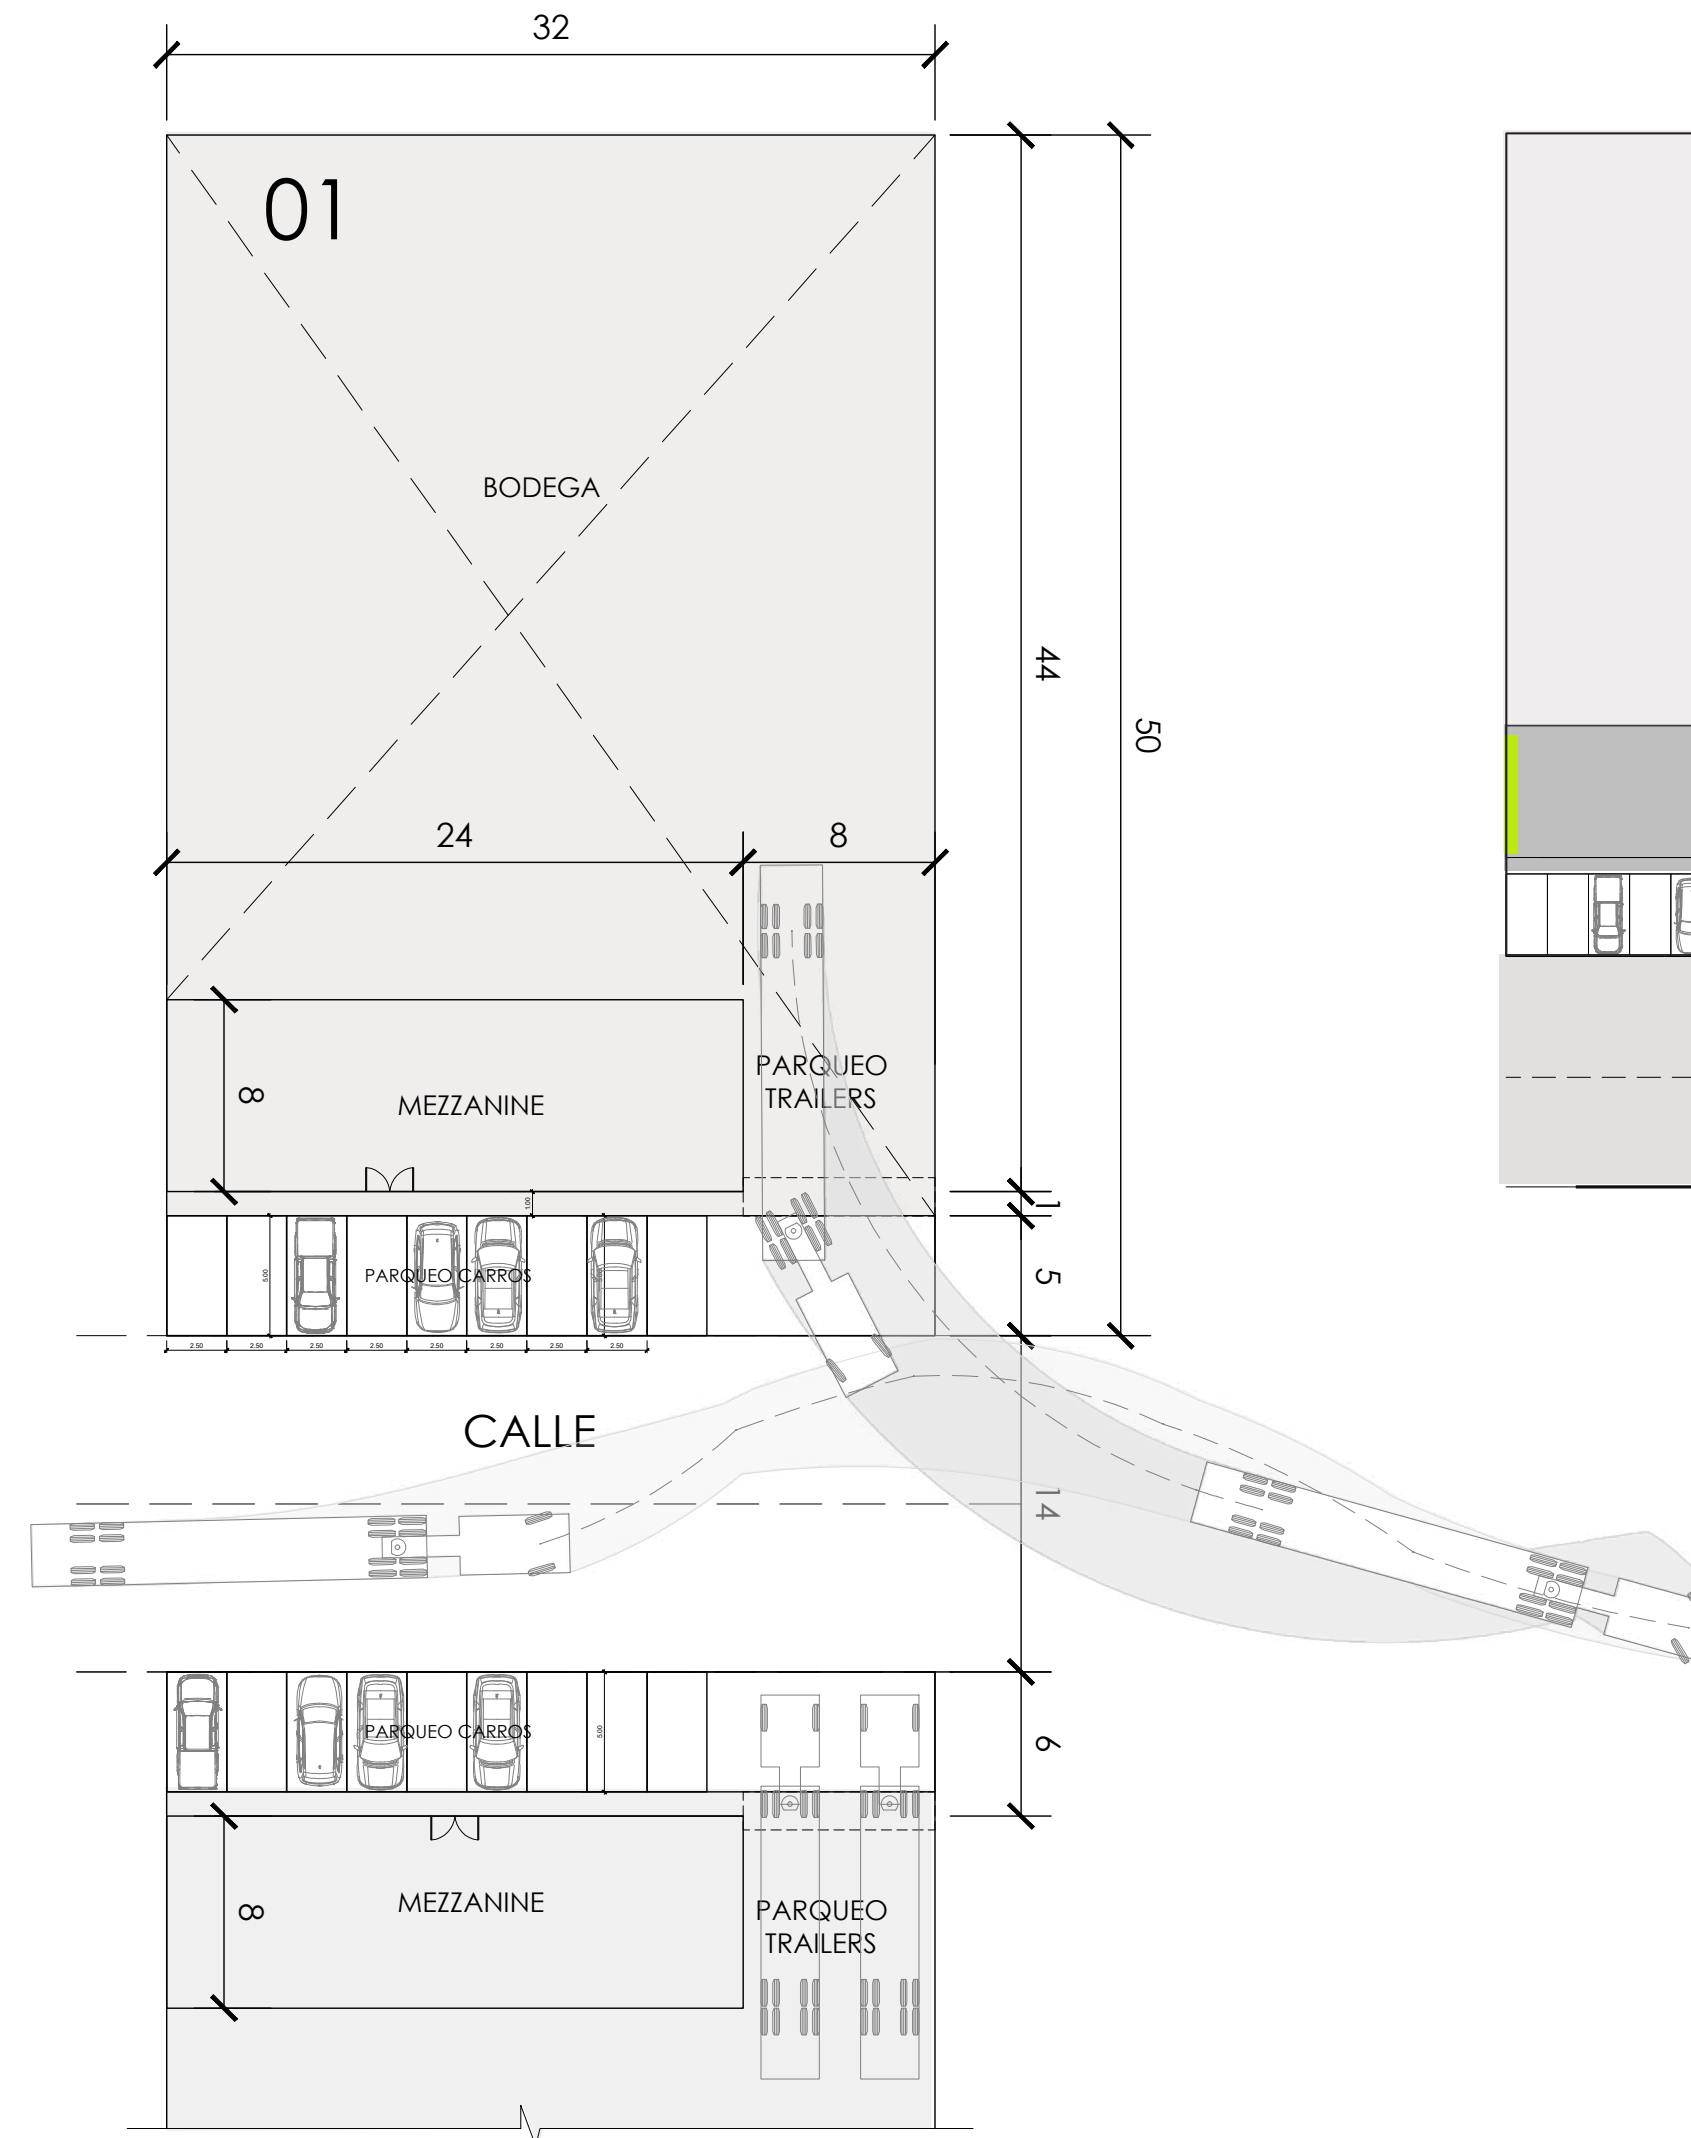 32
01
BODEGA
44
50
24
8
8
MEZZANINE
PARQUEO
TRAILERS
1.00
1
5.00
PARQUEO CARROS
5
2.50
2.50
2.50
2.50
2.50
2.50
2.50
2.50
CALLE
14
PARQUEO CARROS
5.00
6
8
MEZZANINE
PARQUEO
TRAILERS